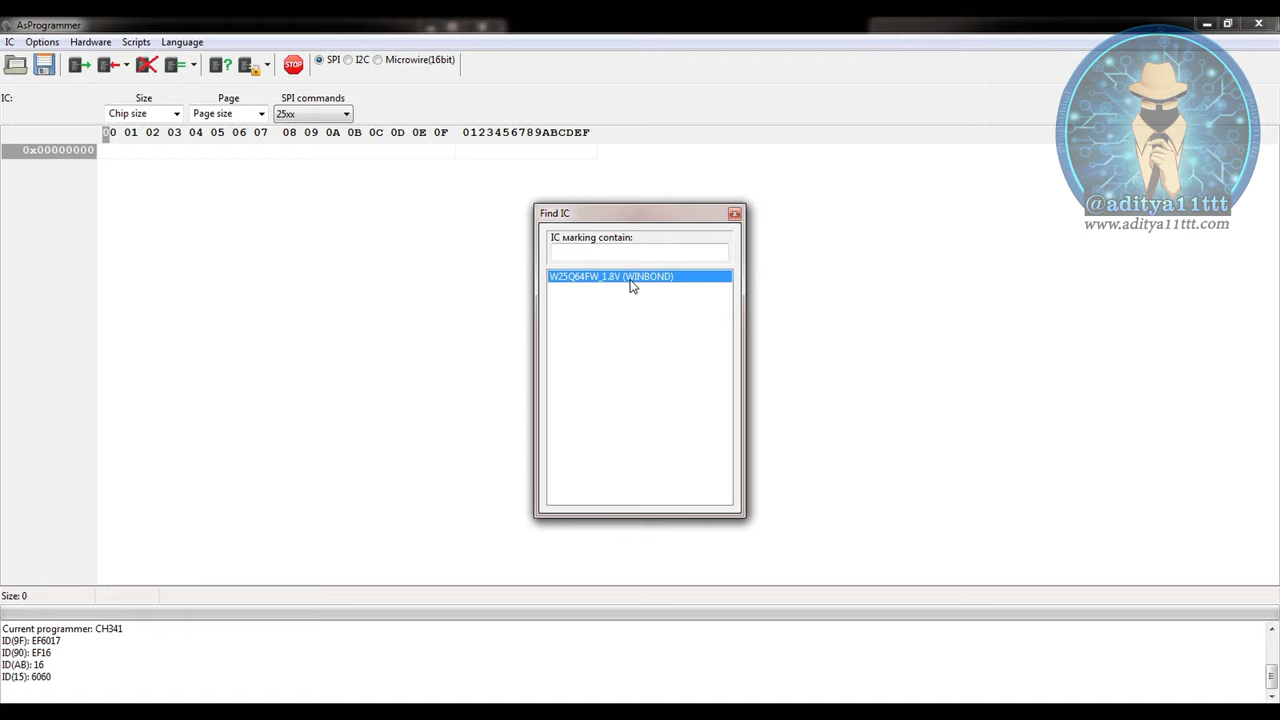 AsProgrammer
IC Options Hardware Scripts Language
STOP
SPI I2C Microwire(16bit)
IC: Size Page SPI commands
Chip size Page size 25xx
00 01 02 03 04 05 06 07 08 09 0A 0B 0C 0D 0E 0F 0123456789ABCDEF
0x00000000
@aditya11ttt
www.aditya11ttt.com
Find IC
IC мarking contain:
W25Q64FW_1.8V (WINBOND)
Size: 0
Current programmer: CH341
ID(9F): EF6017
ID(90): EF16
ID(AB): 16
ID(15): 6060